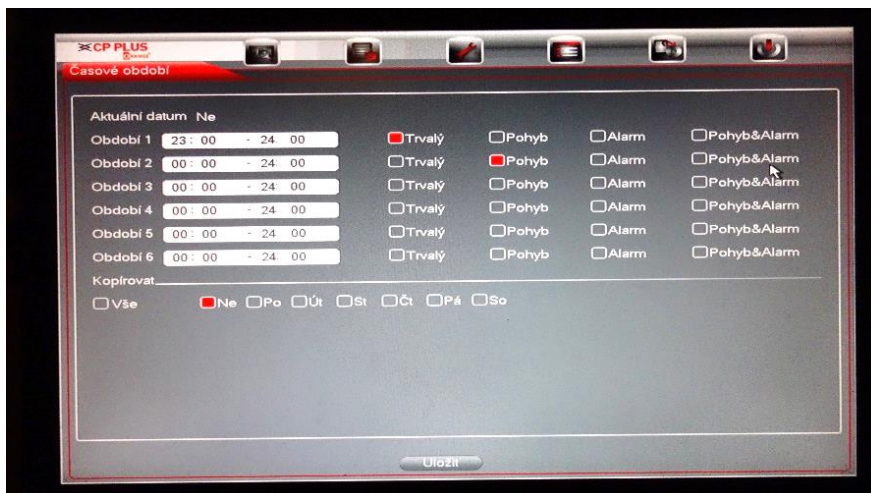 CP PLUS
ORANGE
Časové období
Aktuální datum Ne
Období 1 23: 00 - 24: 00 Trvalý Pohyb Alarm Pohyb&Alarm
Období 2 00: 00 - 24: 00 Trvalý Pohyb Alarm Pohyb&Alarm
Období 3 00: 00 - 24: 00 Trvalý Pohyb Alarm Pohyb&Alarm
Období 4 00: 00 - 24: 00 Trvalý Pohyb Alarm Pohyb&Alarm
Období 5 00: 00 - 24: 00 Trvalý Pohyb Alarm Pohyb&Alarm
Období 6 00: 00 - 24: 00 Trvalý Pohyb Alarm Pohyb&Alarm
Kopírovat
Vše Ne Po Út St Čt Pá So
Uložit